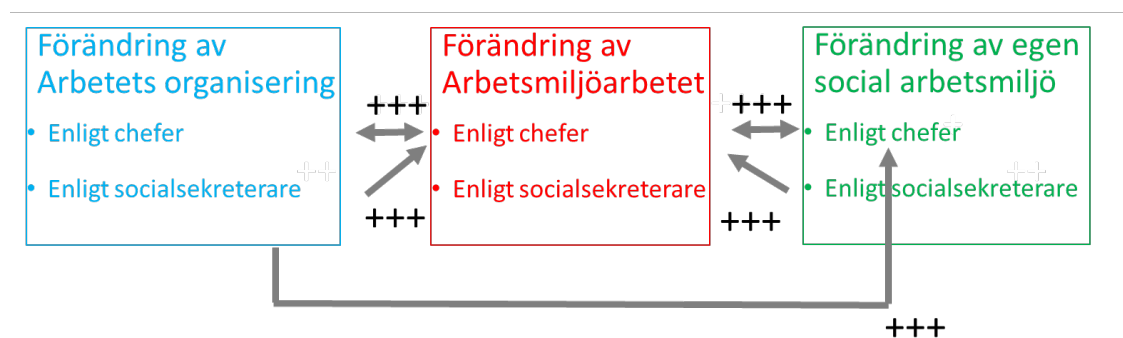 Förändring av
Arbetets organisering
• Enligt chefer
• Enligt socialsekreterare
++
+++
+++
Förändring av
Arbetsmiljöarbetet
• Enligt chefer
• Enligt socialsekreterare
++++
+++
Förändring av egen
social arbetsmiljö
• Enligt chefer
• Enligt socialsekreterare
++
+++